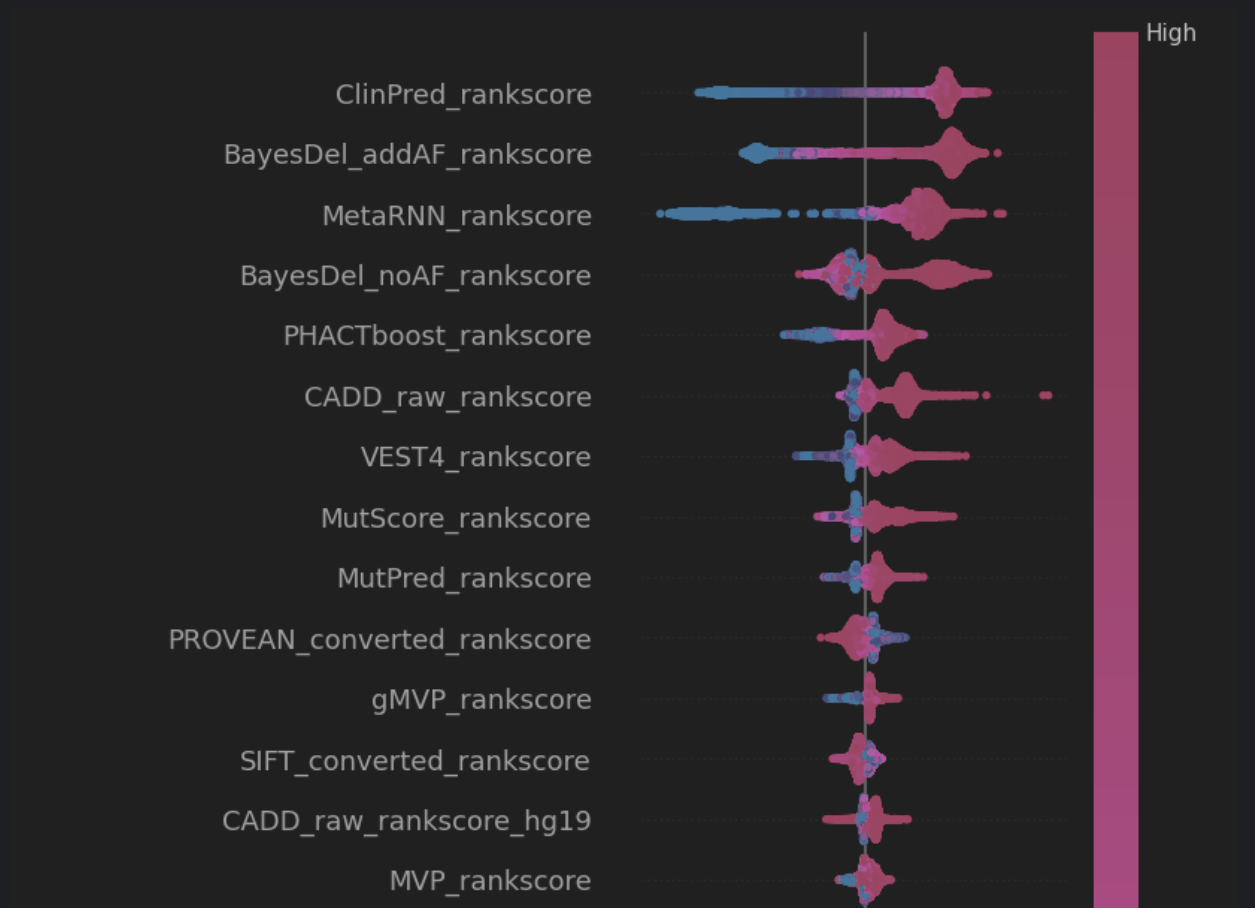 High
ClinPred_rankscore
BayesDel_addAF_rankscore
MetaRNN_rankscore
BayesDel_noAF_rankscore
PHACTboost_rankscore
CADD_raw_rankscore
VEST4_rankscore
MutScore_rankscore
MutPred_rankscore
PROVEAN_converted_rankscore
gMVP_rankscore
SIFT_converted_rankscore
CADD_raw_rankscore_hg19
MVP_rankscore